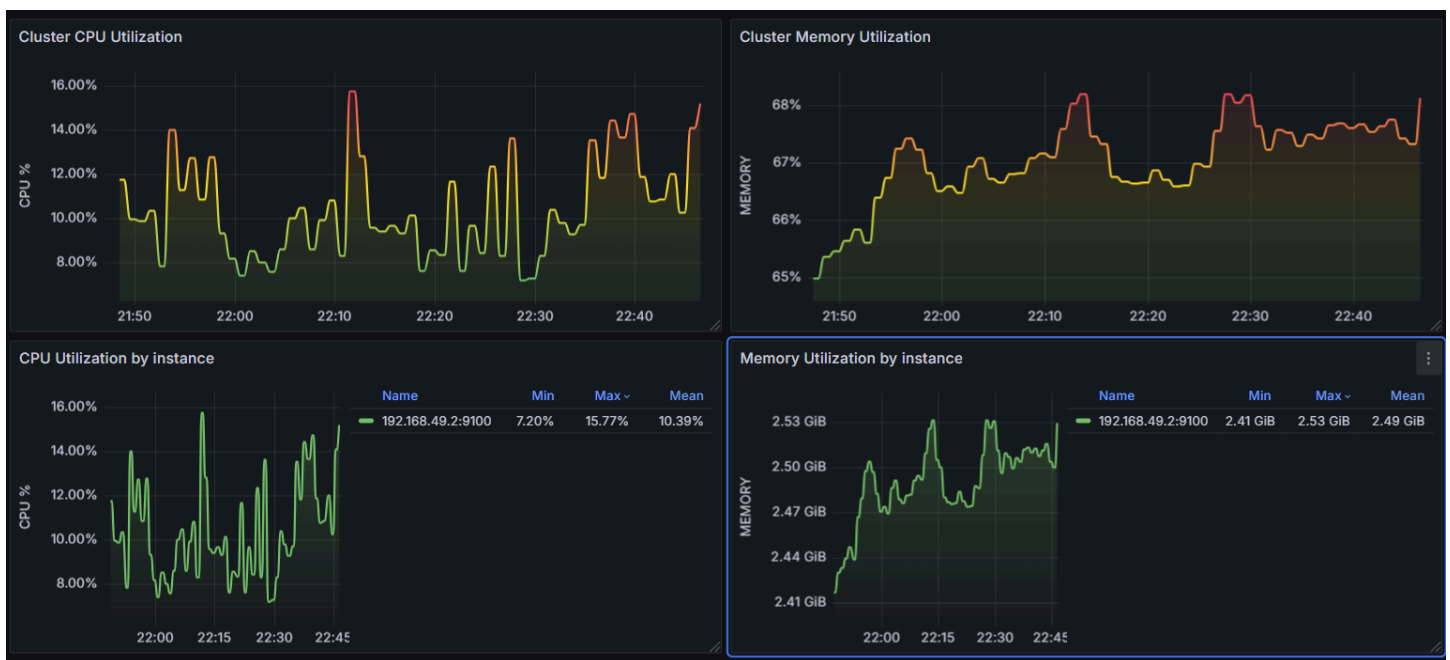 Cluster CPU Utilization
CPU %
16.00%
14.00%
12.00%
10.00%
8.00%
21:50 22:00 22:10 22:20 22:30 22:40
Cluster Memory Utilization
MEMORY
68%
67%
66%
65%
21:50 22:00 22:10 22:20 22:30 22:40
CPU Utilization by instance
CPU %
16.00%
14.00%
12.00%
10.00%
8.00%
22:00 22:15 22:30 22:45
Name Min Max Mean
192.168.49.2:9100 7.20% 15.77% 10.39%
Memory Utilization by instance
MEMORY
2.53 GiB
2.50 GiB
2.47 GiB
2.44 GiB
2.41 GiB
22:00 22:15 22:30 22:45
Name Min Max Mean
192.168.49.2:9100 2.41 GiB 2.53 GiB 2.49 GiB